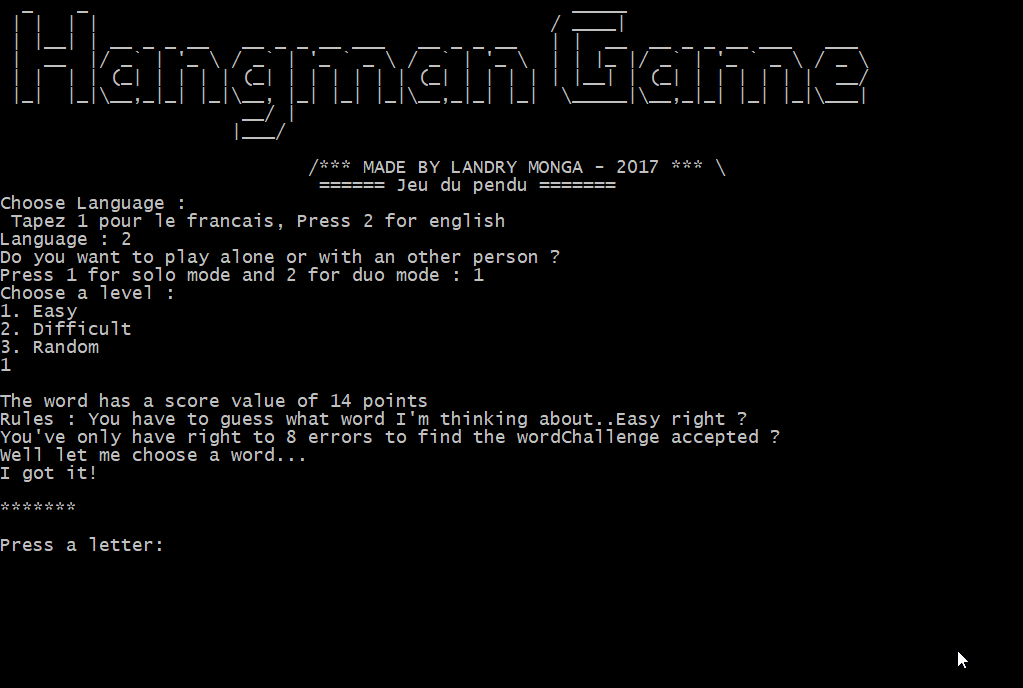 Hangman Game
/*** MADE BY LANDRY MONGA - 2017 *** \
====== Jeu du pendu =======
Choose Language :
Tapez 1 pour le francais, Press 2 for english
Language : 2
Do you want to play alone or with an other person ?
Press 1 for solo mode and 2 for duo mode : 1
Choose a level :
1. Easy
2. Difficult
3. Random
1
The word has a score value of 14 points
Rules : You have to guess what word I'm thinking about..Easy right ?
You've only have right to 8 errors to find the wordChallenge accepted ?
Well let me choose a word...
I got it!
*******
Press a letter: